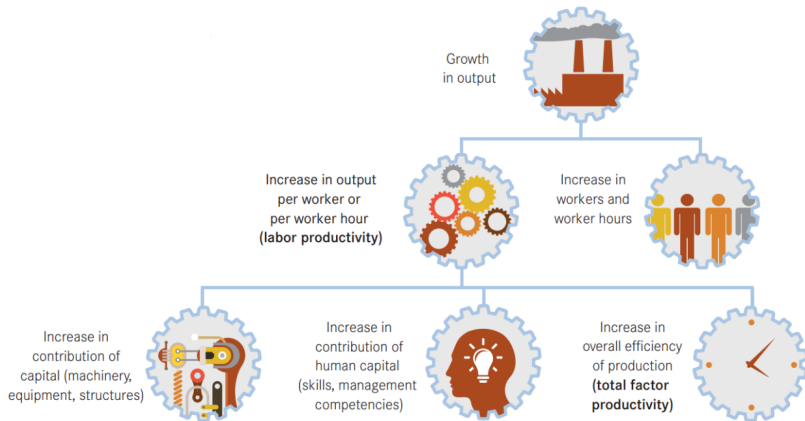 Growth
in output
Increase in output
per worker or
per worker hour
(labor productivity)
Increase in
workers and
worker hours
Increase in
contribution of
capital (machinery,
equipment, structures)
Increase in
contribution of
human capital
(skills, management
competencies)
Increase in
overall efficiency
of production
(total factor
productivity)